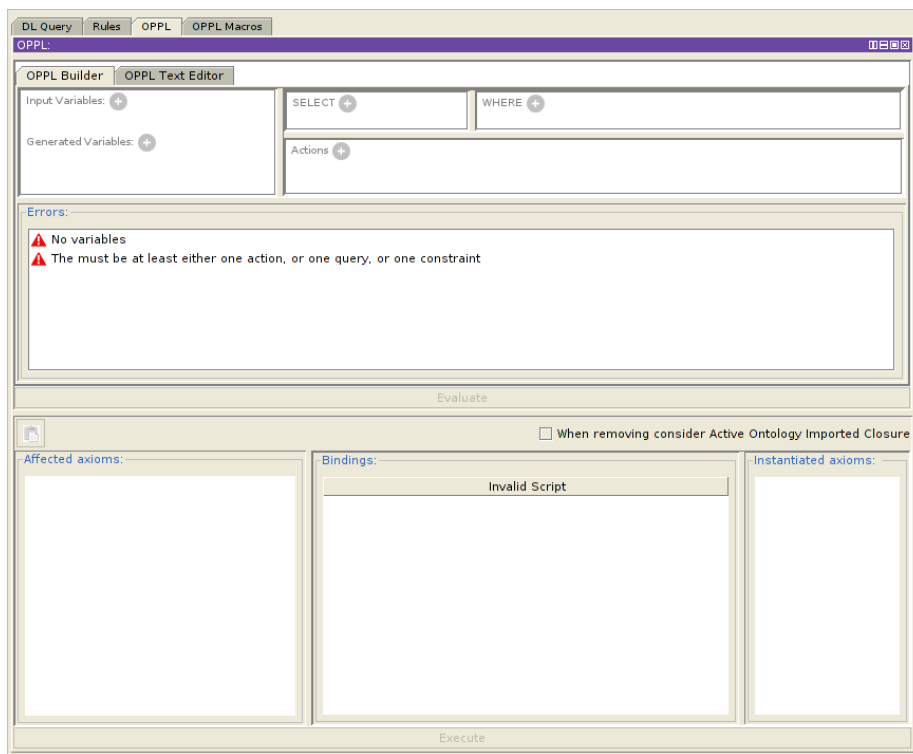 DL Query Rules OPPL OPPL Macros
OPPL:
OPPL Builder OPPL Text Editor
Input Variables:
SELECT
WHERE
Generated Variables:
Actions
Errors:
No variables
The must be at least either one action, or one query, or one constraint
Evaluate
When removing consider Active Ontology Imported Closure
Affected axioms:
Bindings:
Instantiated axioms:
Invalid Script
Execute